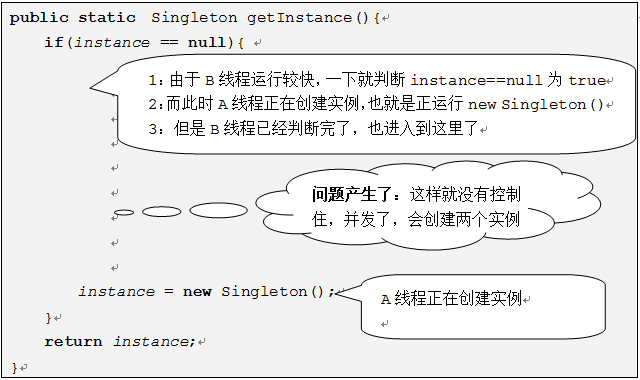 public static Singleton getInstance(){
if(instance == null){
1：由于 B 线程运行较快，一下就判断 instance==null 为 true
2：而此时 A 线程正在创建实例，也就是正运行 new Singleton()
3：但是 B 线程已经判断完了，也进入到这里了
问题产生了：这样就没有控制
住，并发了，会创建两个实例
instance = new Singleton();
A 线程正在创建实例
}
return instance;
}